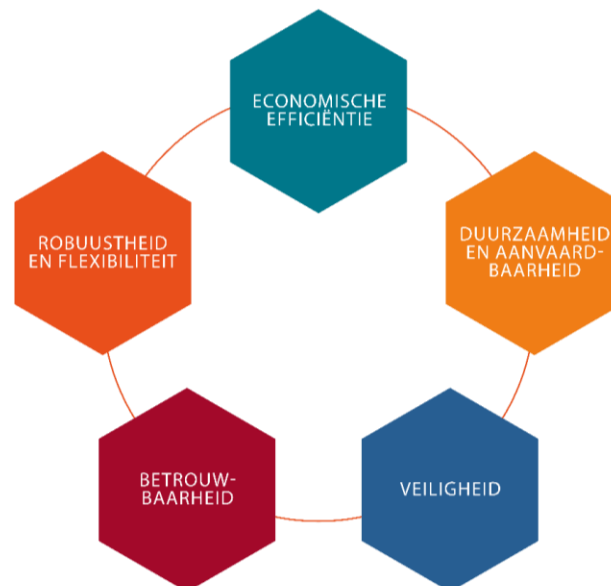 ECONOMISCHE
EFFICIËNTIE
DUURZAAMHEID
EN AANVAARD-
BAARHEID
VEILIGHEID
BETROUW-
BAARHEID
ROBUUSTHEID
EN FLEXIBILITEIT